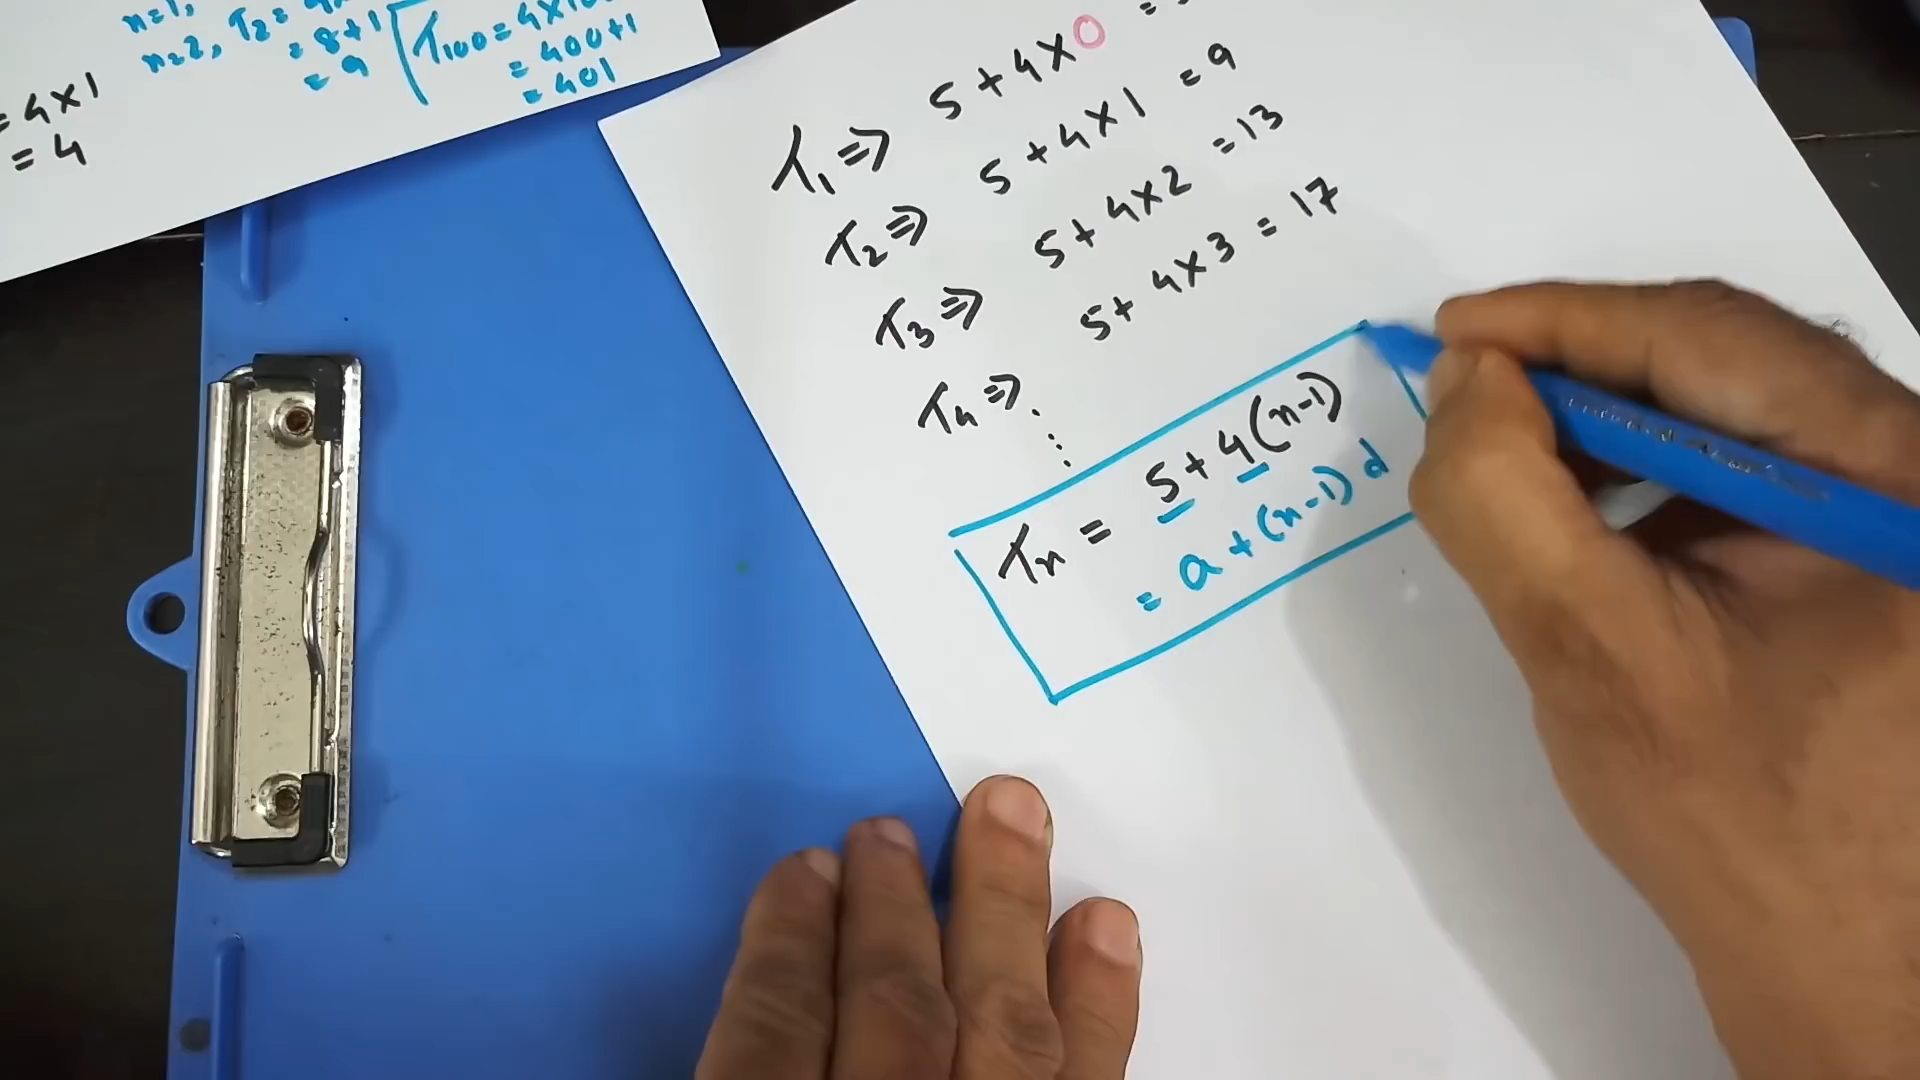 n=1,
n=2, T₂ =
= 8+1
= 9
T₁₀₀ = 4×10
= 400+1
= 401
= 4×1
= 4
T₁ ⇒ 5 + 4×0 =
T₂ ⇒ 5 + 4×1 = 9
T₃ ⇒ 5 + 4×2 = 13
T₄ ⇒ 5 + 4×3 = 17
Tn = 5 + 4(n-1)
= a + (n-1) d